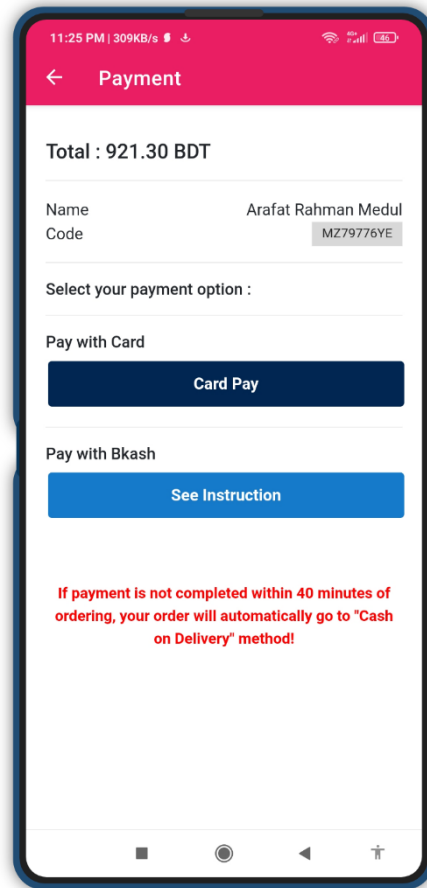 11:25 PM | 309KB/s
4G+
46
Payment
Total : 921.30 BDT
Name Arafat Rahman Medul
Code MZ79776YE
Select your payment option :
Pay with Card
Card Pay
Pay with Bkash
See Instruction
If payment is not completed within 40 minutes of
ordering, your order will automatically go to "Cash
on Delivery" method!